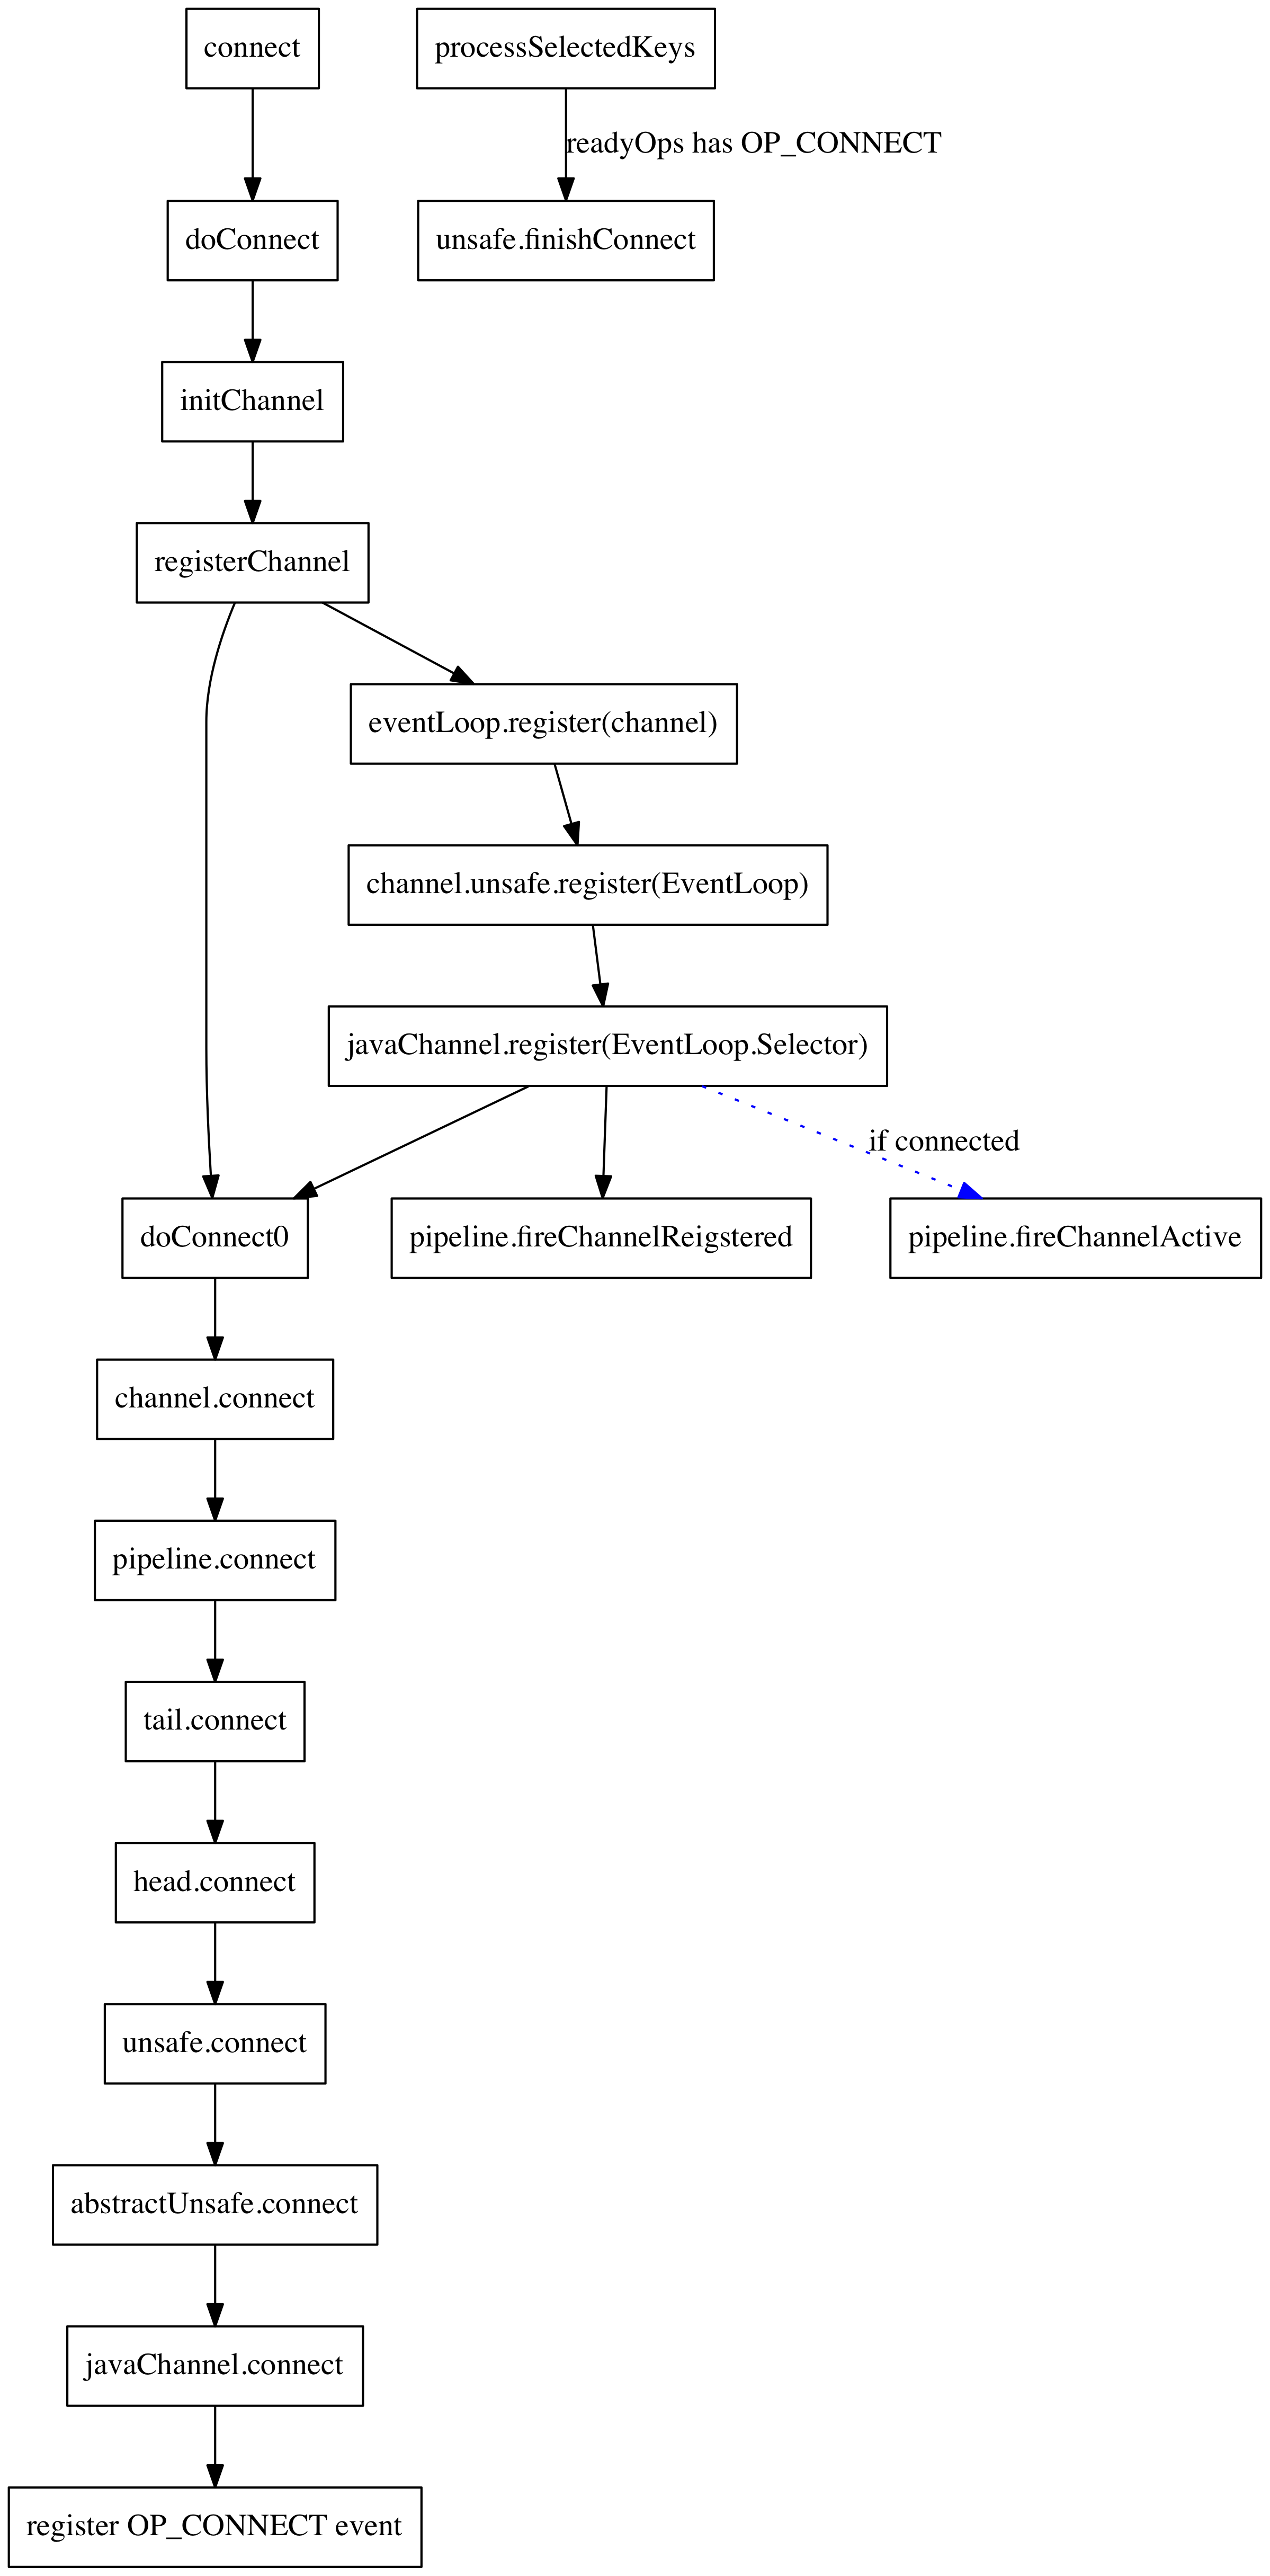 connect
processSelectedKeys
readyOps has OP_CONNECT
doConnect
unsafe.finishConnect
initChannel
registerChannel
eventLoop.register(channel)
channel.unsafe.register(EventLoop)
javaChannel.register(EventLoop.Selector)
if connected
doConnect0
pipeline.fireChannelReigstered
pipeline.fireChannelActive
channel.connect
pipeline.connect
tail.connect
head.connect
unsafe.connect
abstractUnsafe.connect
javaChannel.connect
register OP_CONNECT event